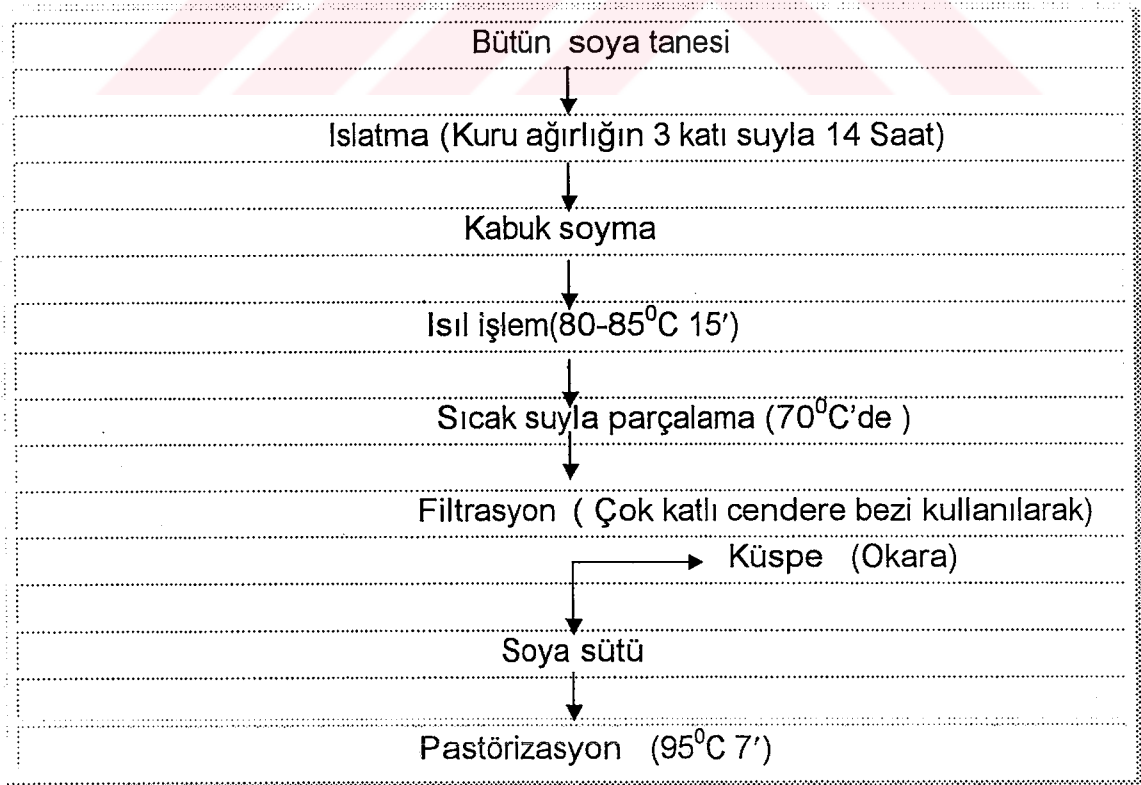 Bütün soya tanesi
Islatma (Kuru ağırlığın 3 katı suyla 14 Saat)
Kabuk soyma
Isıl işlem(80-85⁰C 15′)
Sıcak suyla parçalama (70⁰C'de )
Filtrasyon ( Çok katlı cendere bezi kullanılarak)
Küspe (Okara)
Soya sütü
Pastörizasyon (95⁰C 7′)